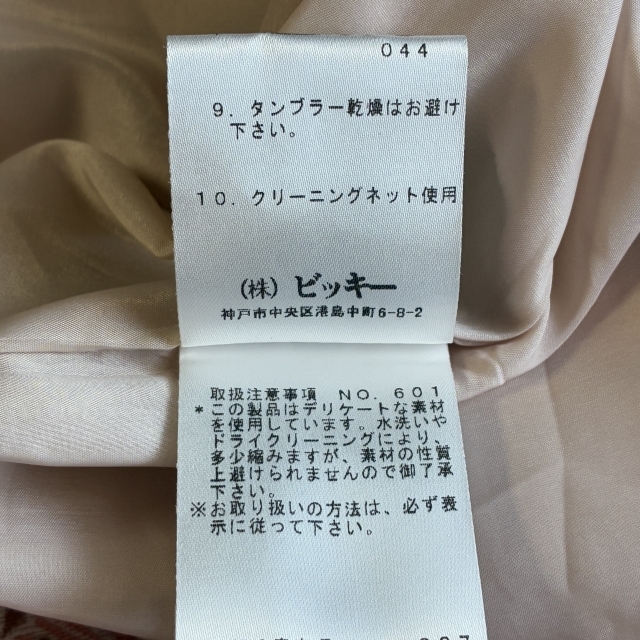 044
9. タンブラー乾燥はお避け
下さい。
10. クリーニングネット使用
(株) ビッキー
神戸市中央区港島中町6-8-2
取扱注意事項 NO. 601
* この製品はデリケートな素材
を使用しています。水洗いや
ドライクリーニングにより、
多少縮みますが、素材の性質
上避けられませんので御了承
下さい。
※お取り扱いの方法は、必ず表
示に従って下さい。